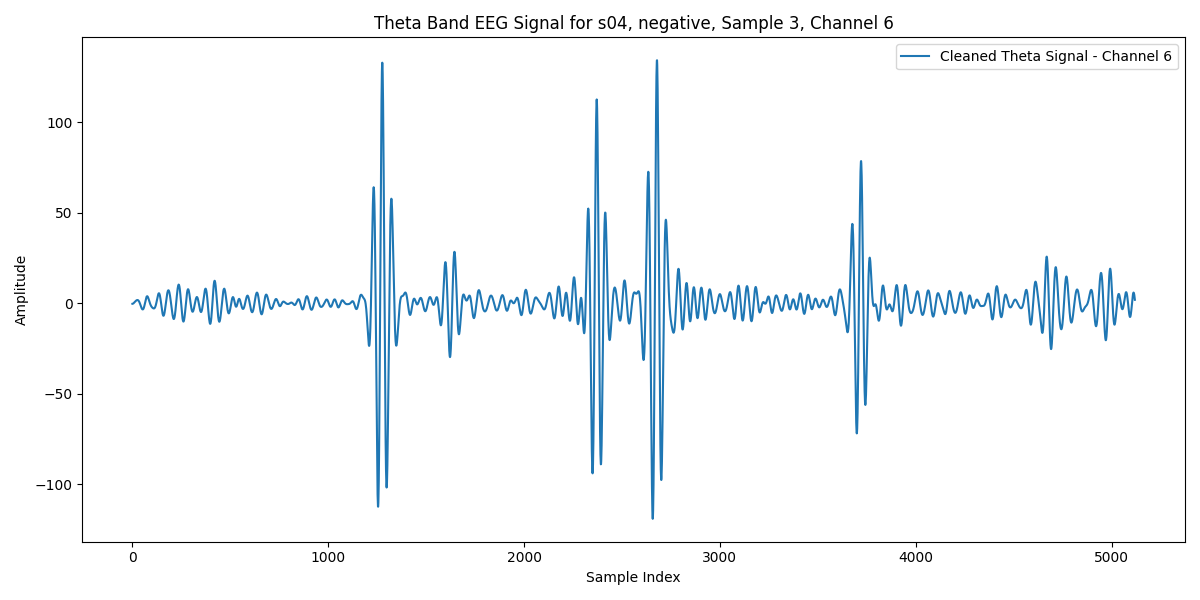 Theta Band EEG Signal for s04, negative, Sample 3, Channel 6
Cleaned Theta Signal - Channel 6
Amplitude
100
50
0
−50
−100
0 1000 2000 3000 4000 5000
Sample Index